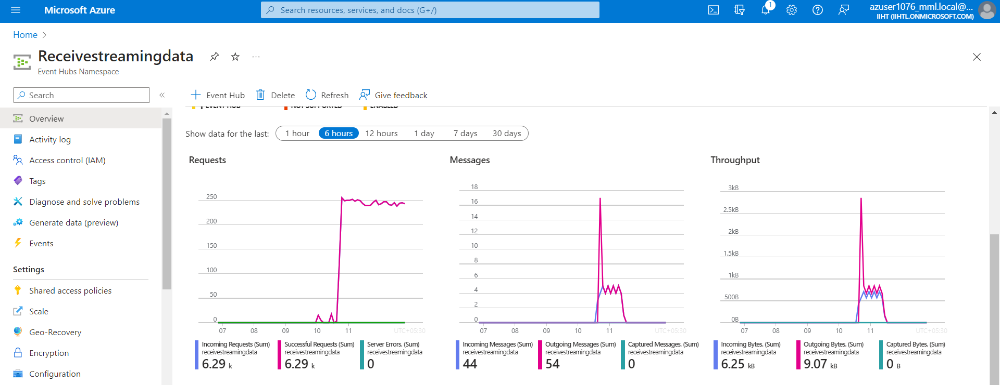 Microsoft Azure
Search resources, services, and docs (G+/)
1
azuser1076_mml.local@...
IIHT (IIHTL.ONMICROSOFT.COM)
Home
Receivestreamingdata
Event Hubs Namespace
Search
Event Hub
Delete
Refresh
Give feedback
1 EVENT HUB
NOT SUPPORTED
ENABLED
Overview
Activity log
Access control (IAM)
Tags
Diagnose and solve problems
Generate data (preview)
Events
Settings
Shared access policies
Scale
Geo-Recovery
Encryption
Configuration
Show data for the last:
1 hour
6 hours
12 hours
1 day
7 days
30 days
Requests
250
200
150
100
50
0
07 08 09 10 11 UTC+05:30
Incoming Requests (Sum)
receivestreamingdata
6.29 k
Successful Requests (Sum)
receivestreamingdata
6.29 k
Server Errors. (Sum)
receivestreamingdata
0
Messages
18
16
14
12
10
8
6
4
2
0
07 08 09 10 11 UTC+05:30
Incoming Messages (Sum)
receivestreamingdata
44
Outgoing Messages (Sum)
receivestreamingdata
54
Captured Messages. (Sum)
receivestreamingdata
0
Throughput
3kB
2.5kB
2kB
1.5kB
1kB
500B
0B
07 08 09 10 11 UTC+05:30
Incoming Bytes. (Sum)
receivestreamingdata
6.25 kB
Outgoing Bytes. (Sum)
receivestreamingdata
9.07 kB
Captured Bytes. (Sum)
receivestreamingdata
0 B